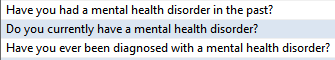 Have you had a mental health disorder in the past?
Do you currently have a mental health disorder?
Have you ever been diagnosed with a mental health disorder?